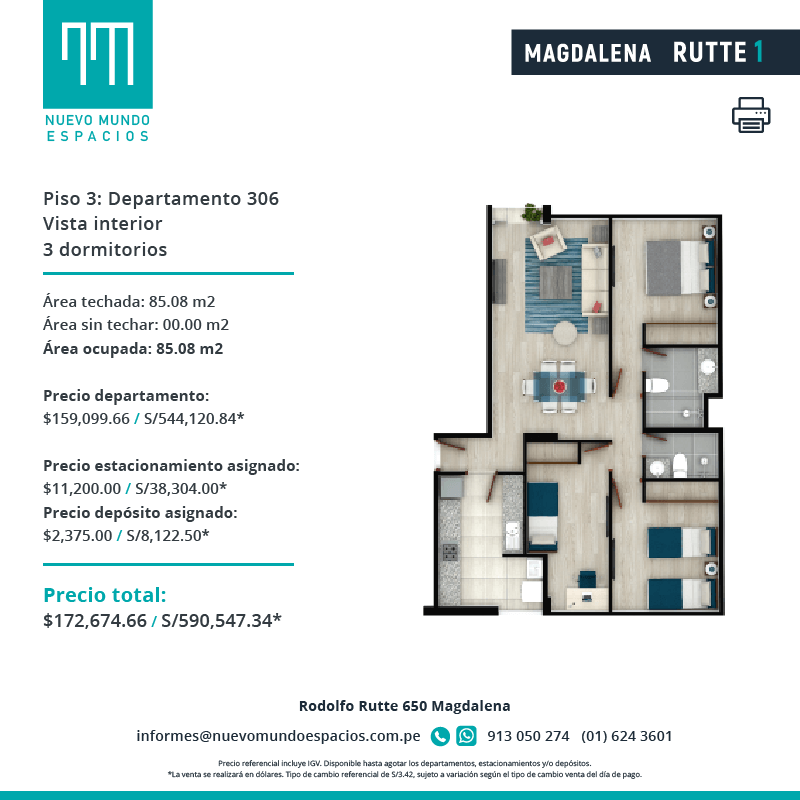 NUEVO MUNDO
ESPACIOS
MAGDALENA RUTTE 1
Piso 3: Departamento 306
Vista interior
3 dormitorios
Área techada: 85.08 m2
Área sin techar: 00.00 m2
Área ocupada: 85.08 m2
Precio departamento:
$159,099.66 / S/544,120.84*
Precio estacionamiento asignado:
$11,200.00 / S/38,304.00*
Precio depósito asignado:
$2,375.00 / S/8,122.50*
Precio total:
$172,674.66 / S/590,547.34*
Rodolfo Rutte 650 Magdalena
informes@nuevomundoespacios.com.pe 913 050 274 (01) 624 3601
Precio referencial incluye IGV. Disponible hasta agotar los departamentos, estacionamientos y/o depósitos.
*La venta se realizará en dólares. Tipo de cambio referencial de S/3.42, sujeto a variación según el tipo de cambio venta del día de pago.